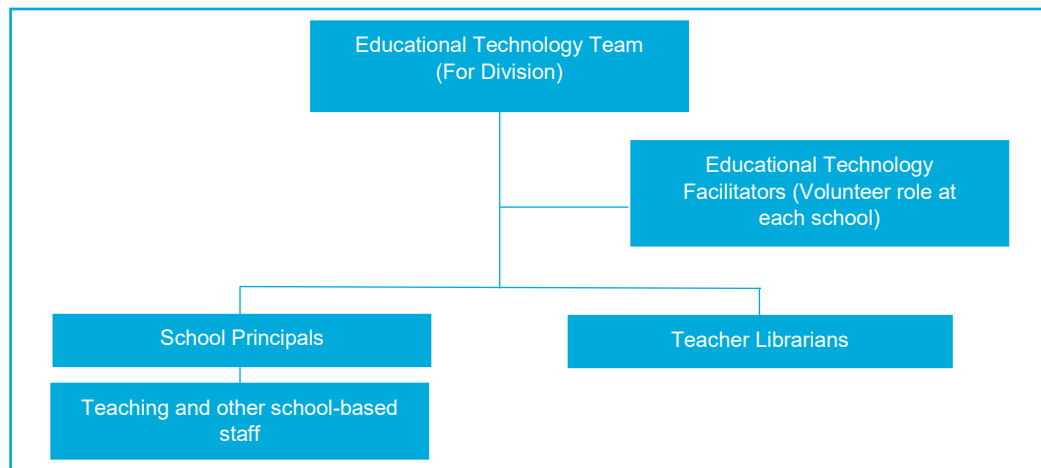 Educational Technology Team
(For Division)
Educational Technology
Facilitators (Volunteer role at
each school)
School Principals
Teacher Librarians
Teaching and other school-based
staff